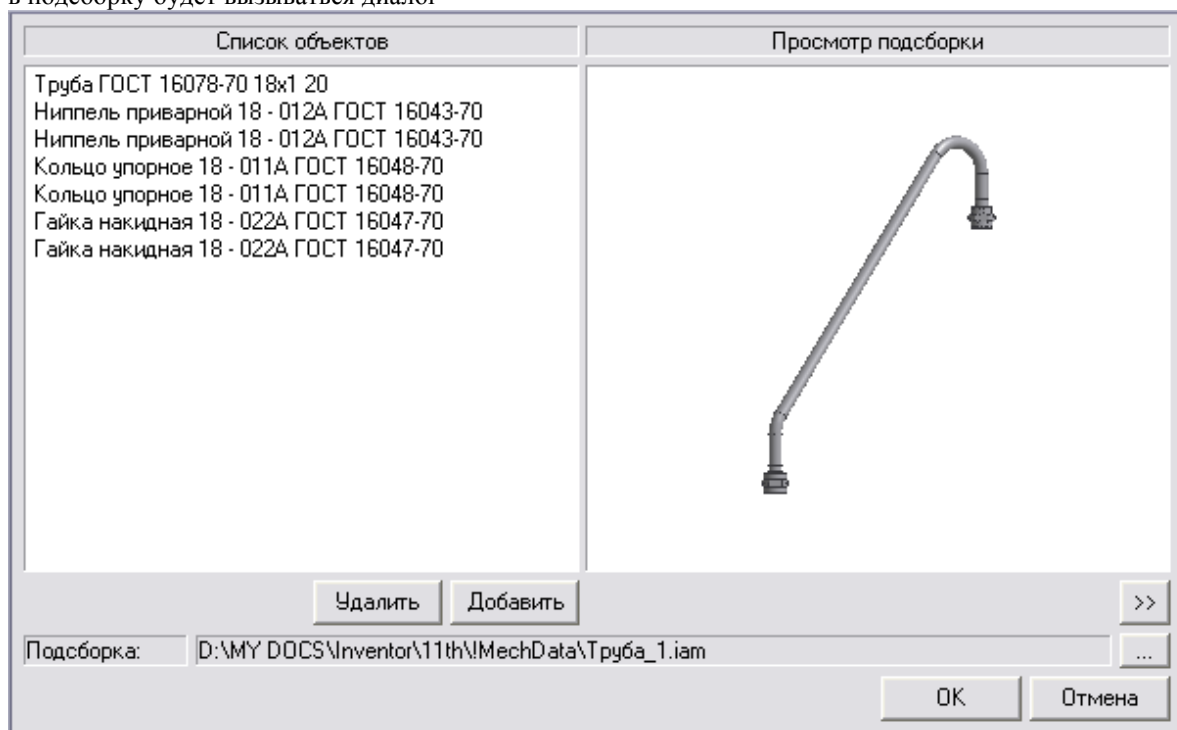 в подсборку будет вызываться диалог
Список объектов
Просмотр подсборки
Труба ГОСТ 16078-70 18x1 20
Ниппель приварной 18 - 012А ГОСТ 16043-70
Ниппель приварной 18 - 012А ГОСТ 16043-70
Кольцо упорное 18 - 011А ГОСТ 16048-70
Кольцо упорное 18 - 011А ГОСТ 16048-70
Гайка накидная 18 - 022А ГОСТ 16047-70
Гайка накидная 18 - 022А ГОСТ 16047-70
Удалить
Добавить
>>
Подсборка:
D:\MY DOCS\Inventor\11th\!MechData\Труба_1.iam
...
OK
Отмена